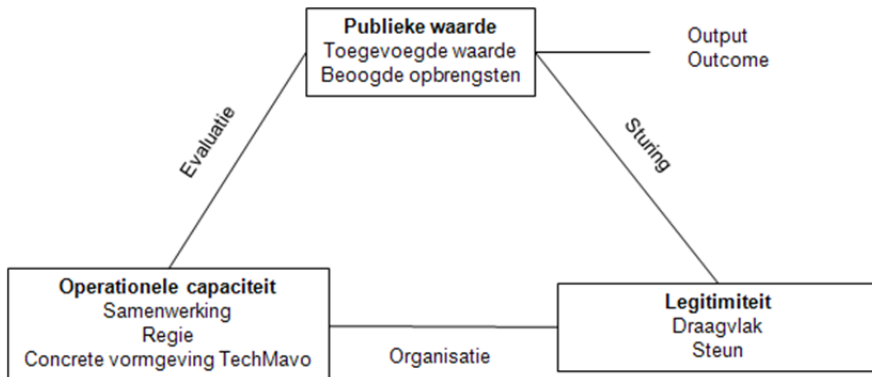 Publieke waarde
Toegevoegde waarde
Beoogde opbrengsten
Output
Outcome
Evaluatie
Sturing
Operationele capaciteit
Samenwerking
Regie
Concrete vormgeving TechMavo
Organisatie
Legitimiteit
Draagvlak
Steun